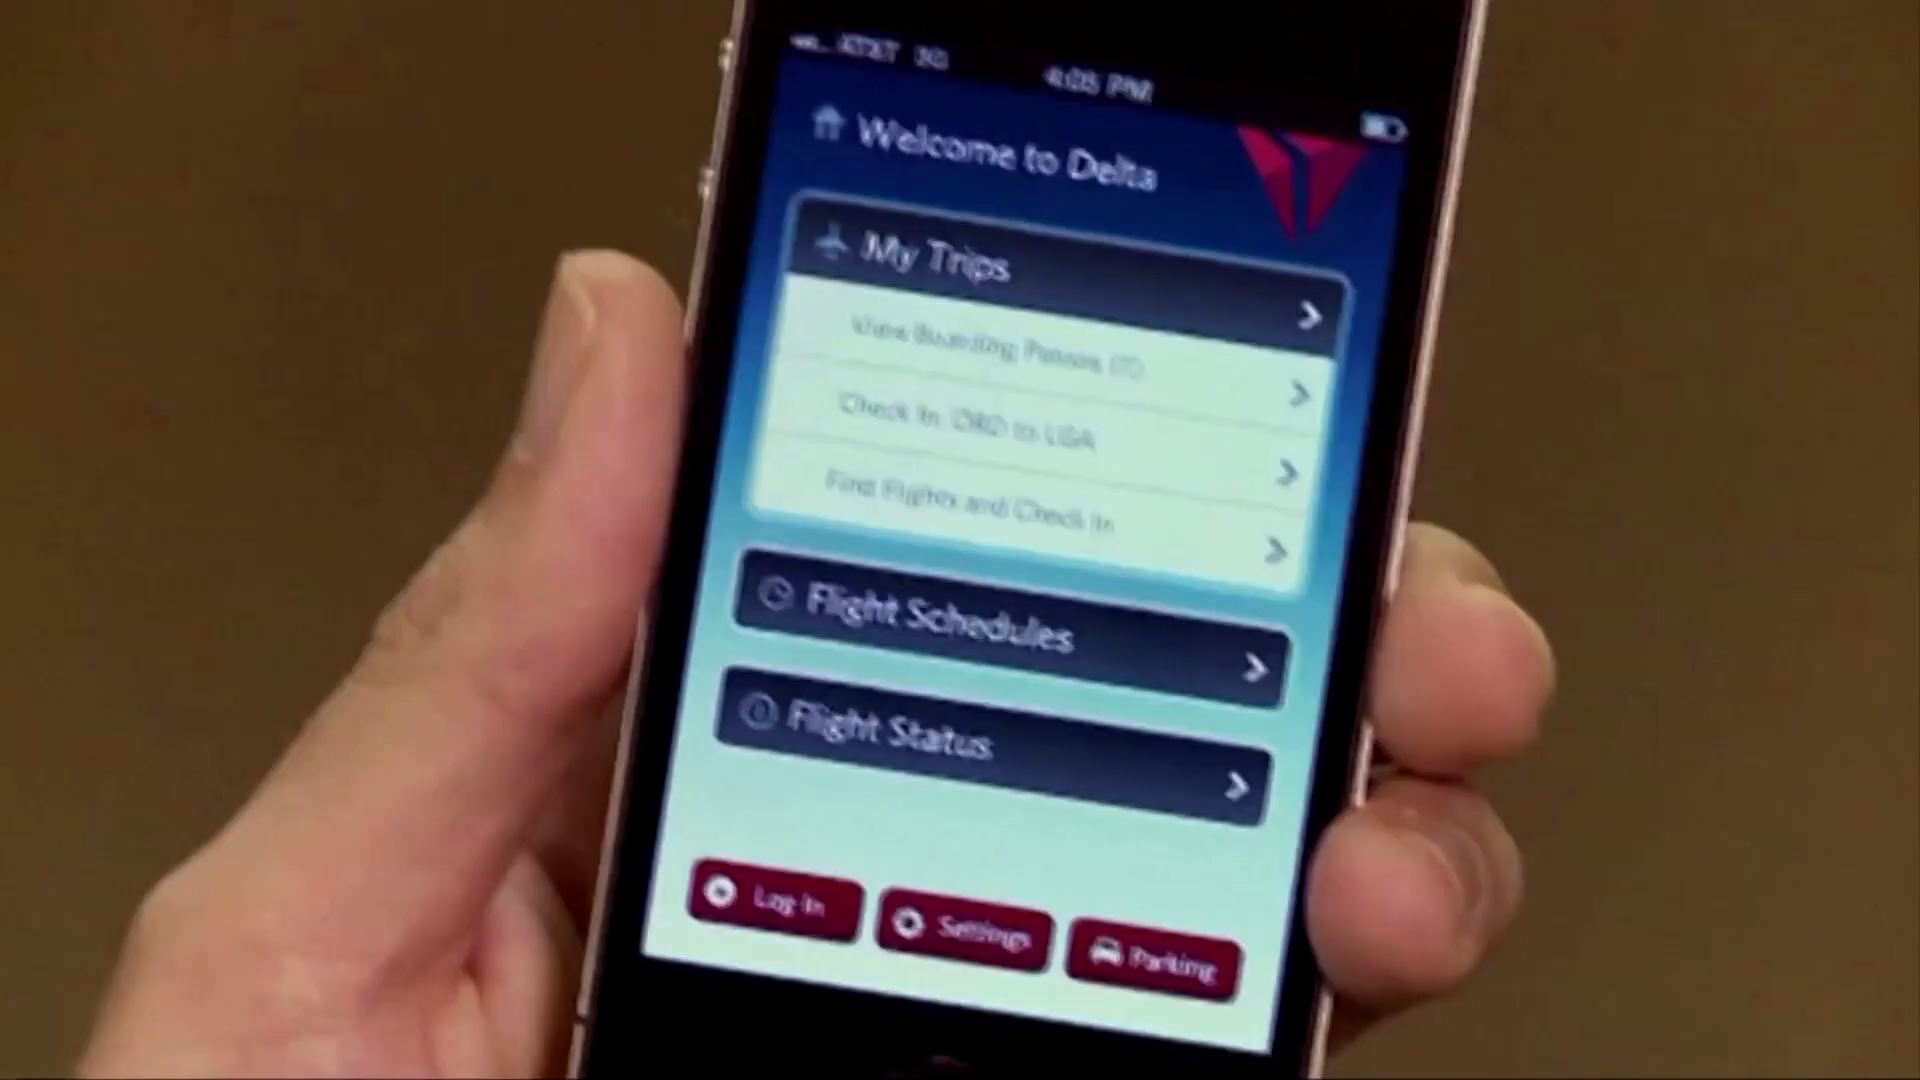 AT&T 3G
4:05 PM
Welcome to Delta
My Trips
View Boarding Passes
Check In: ORD to LGA
Find Flights and Check In
Flight Schedules
Flight Status
Log In
Settings
Parking